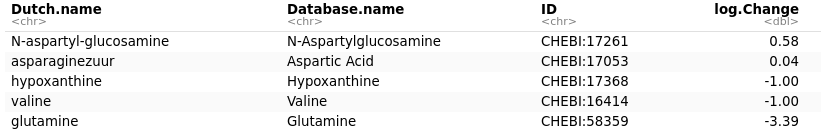 Dutch.name Database.name ID log.Change
<chr> <chr> <chr> <dbl>
N-aspartyl-glucosamine N-Aspartylglucosamine CHEBI:17261 0.58
asparaginezuur Aspartic Acid CHEBI:17053 0.04
hypoxanthine Hypoxanthine CHEBI:17368 -1.00
valine Valine CHEBI:16414 -1.00
glutamine Glutamine CHEBI:58359 -3.39